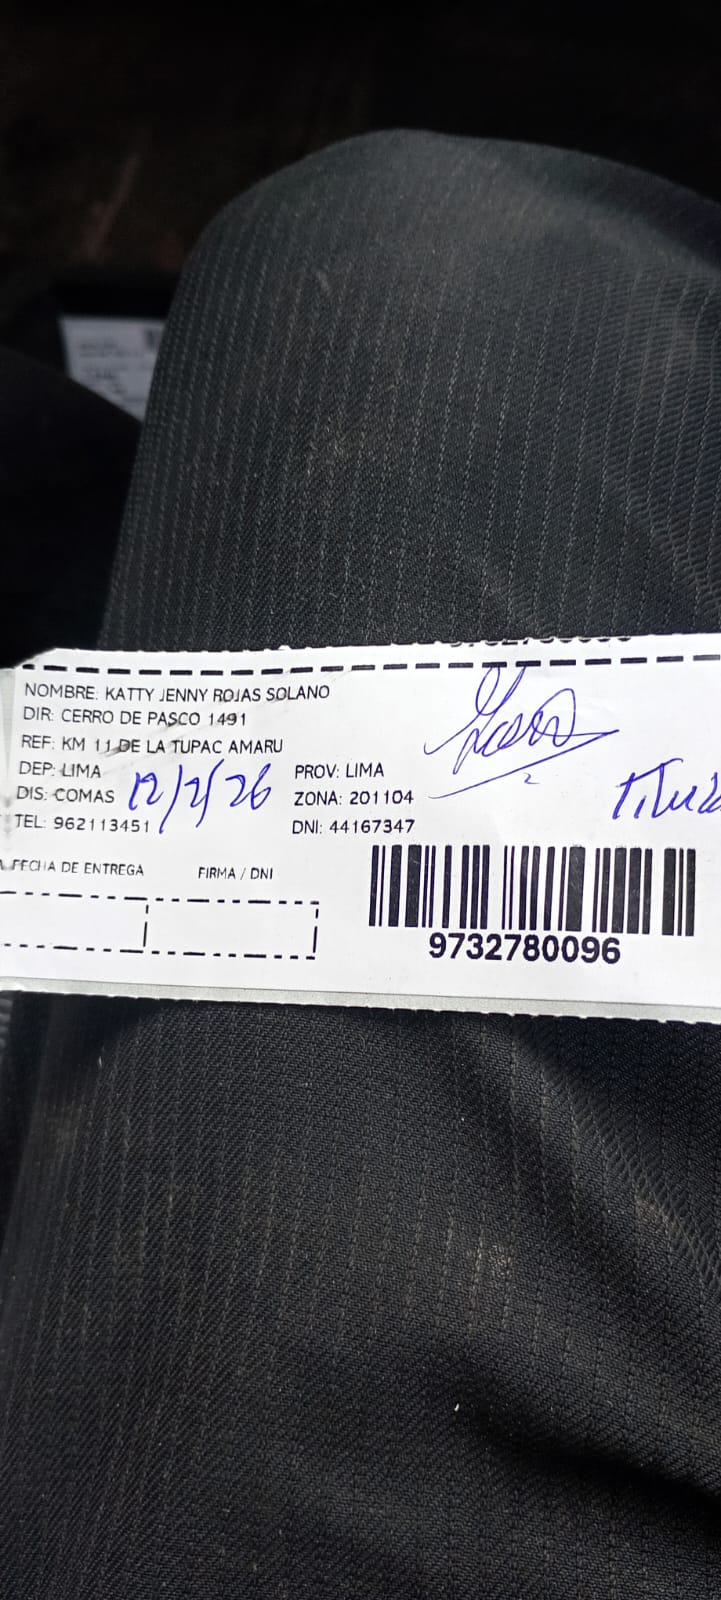 NOMBRE: KATTY JENNY ROJAS SOLANO
DIR: CERRO DE PASCO 1491
REF: KM 11 DE LA TUPAC AMARU
DEP: LIMA PROV: LIMA
DIS: COMAS 12/2/26 ZONA: 201104
TEL: 962113451 DNI: 44167347
FECHA DE ENTREGA FIRMA / DNI
9732780096